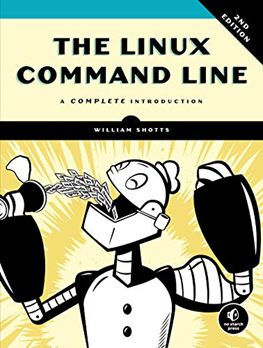 2ND
EDITION
THE LINUX
COMMAND LINE
A COMPLETE INTRODUCTION
WILLIAM SHOTTS
no starch
press